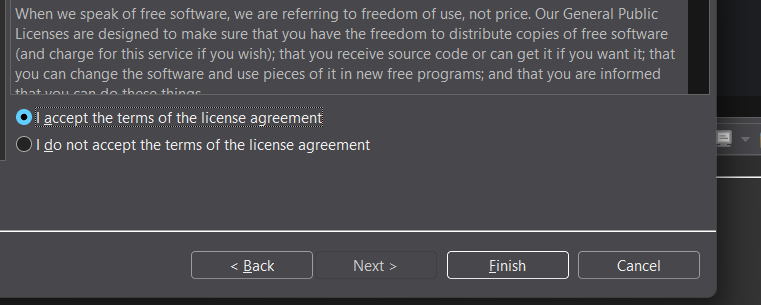 When we speak of free software, we are referring to freedom of use, not price. Our General Public
Licenses are designed to make sure that you have the freedom to distribute copies of free software
(and charge for this service if you wish); that you receive source code or can get it if you want it; that
you can change the software and use pieces of it in new free programs; and that you are informed
that you can do these things.
I accept the terms of the license agreement
I do not accept the terms of the license agreement
< Back
Next >
Finish
Cancel